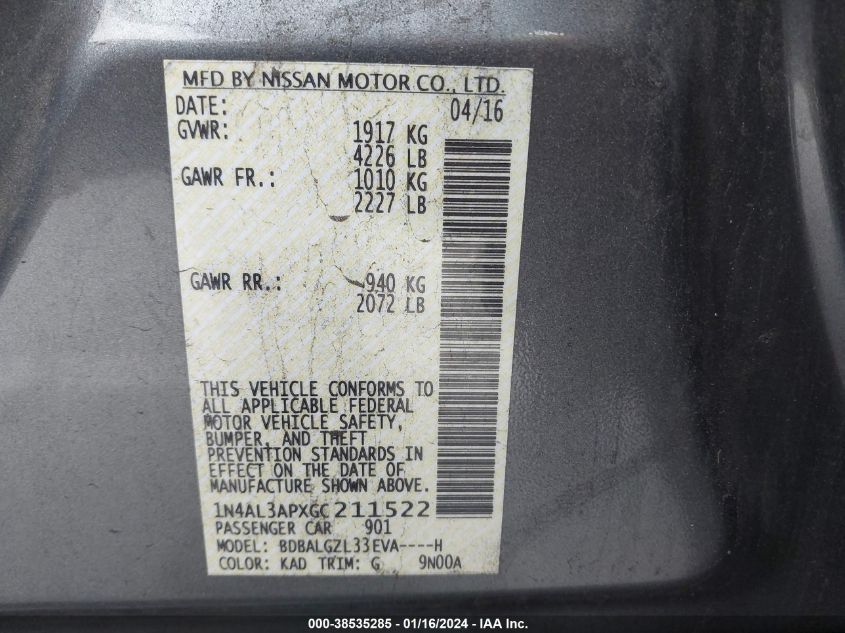 MFD BY NISSAN MOTOR CO., LTD.
DATE: 04/16
GVWR: 1917 KG
4226 LB
GAWR FR.: 1010 KG
2227 LB
GAWR RR.: 940 KG
2072 LB
THIS VEHICLE CONFORMS TO
ALL APPLICABLE FEDERAL
MOTOR VEHICLE SAFETY,
BUMPER, AND THEFT
PREVENTION STANDARDS IN
EFFECT ON THE DATE OF
MANUFACTURE SHOWN ABOVE.
1N4AL3APXGC211522
PASSENGER CAR 901
MODEL: BDBALGZL33EVA----H
COLOR: KAD TRIM: G 9N00A
000-38535285 - 01/16/2024 - IAA Inc.